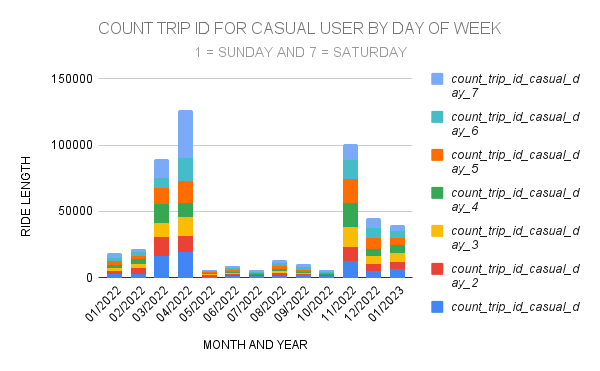 COUNT TRIP ID FOR CASUAL USER BY DAY OF WEEK
1 = SUNDAY AND 7 = SATURDAY
150000
100000
50000
0
RIDE LENGTH
01/2022
02/2022
03/2022
04/2022
05/2022
06/2022
07/2022
08/2022
09/2022
10/2022
11/2022
12/2022
01/2023
MONTH AND YEAR
count_trip_id_casual_d
ay_7
count_trip_id_casual_d
ay_6
count_trip_id_casual_d
ay_5
count_trip_id_casual_d
ay_4
count_trip_id_casual_d
ay_3
count_trip_id_casual_d
ay_2
count_trip_id_casual_d